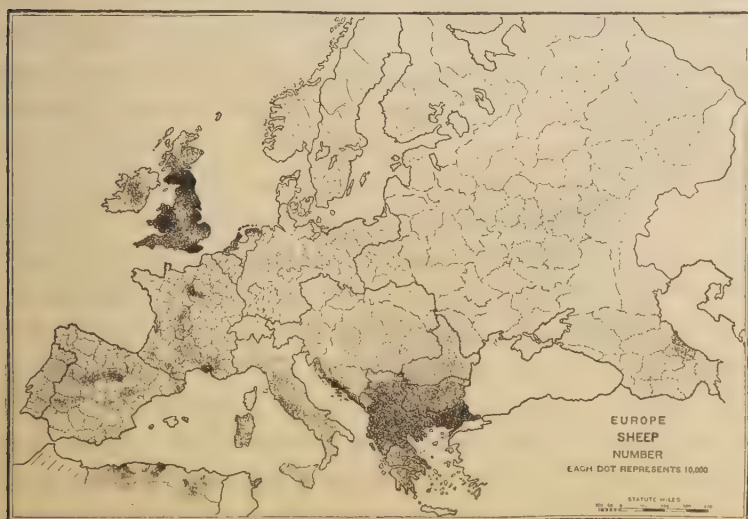 EUROPE
SHEEP
NUMBER
EACH DOT REPRESENTS 10,000
STATUTE MILES